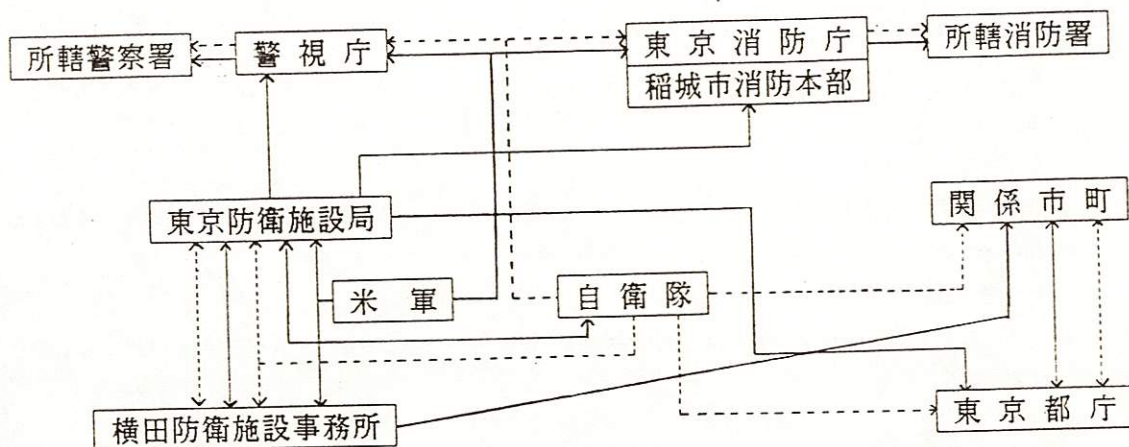 所轄警察署
警視庁
東京消防庁
稲城市消防本部
所轄消防署
東京防衛施設局
関係市町
米軍
自衛隊
横田防衛施設事務所
東京都庁